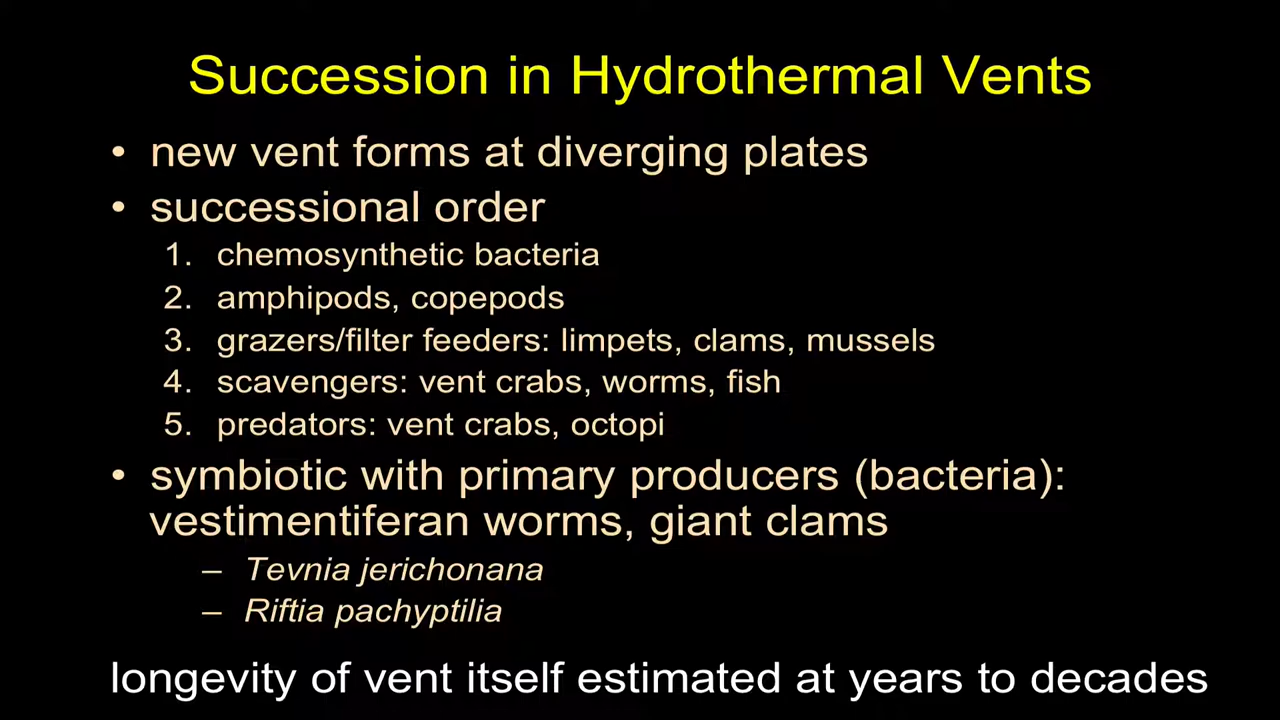 Succession in Hydrothermal Vents
• new vent forms at diverging plates
• successional order
1. chemosynthetic bacteria
2. amphipods, copepods
3. grazers/filter feeders: limpets, clams, mussels
4. scavengers: vent crabs, worms, fish
5. predators: vent crabs, octopi
• symbiotic with primary producers (bacteria):
vestimentiferan worms, giant clams
– Tevnia jerichonana
– Riftia pachyptilia
longevity of vent itself estimated at years to decades